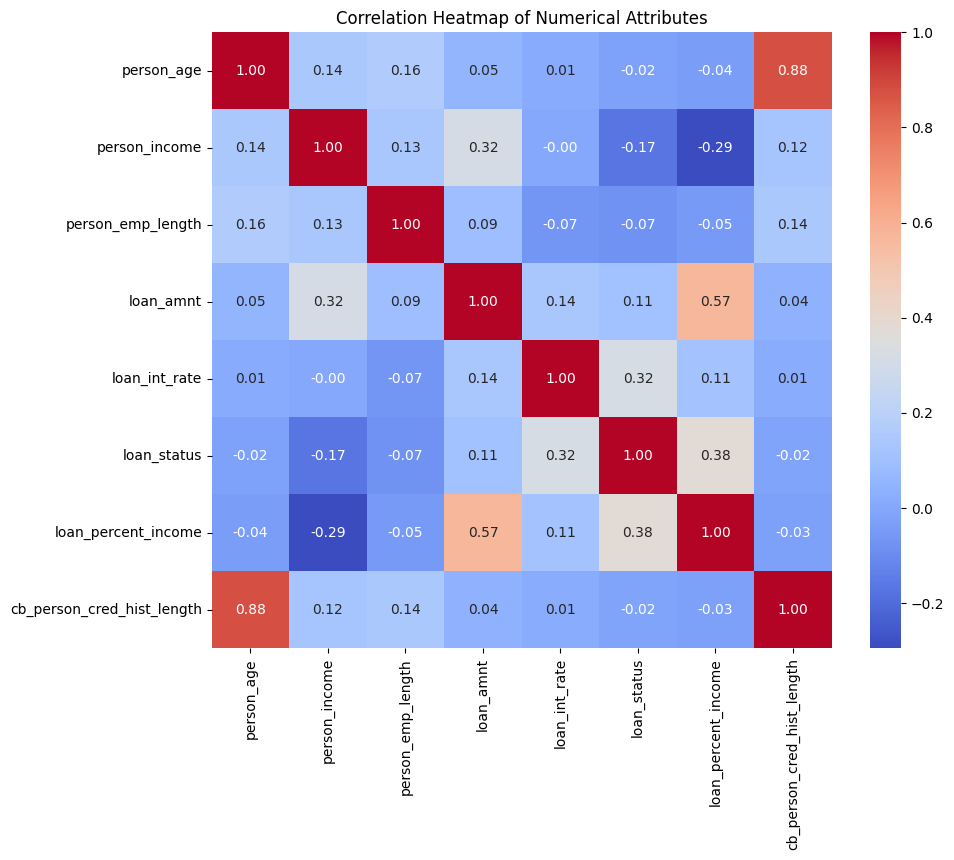 Correlation Heatmap of Numerical Attributes
person_age 1.00 0.14 0.16 0.05 0.01 -0.02 -0.04 0.88
person_income 0.14 1.00 0.13 0.32 -0.00 -0.17 -0.29 0.12
person_emp_length 0.16 0.13 1.00 0.09 -0.07 -0.07 -0.05 0.14
loan_amnt 0.05 0.32 0.09 1.00 0.14 0.11 0.57 0.04
loan_int_rate 0.01 -0.00 -0.07 0.14 1.00 0.32 0.11 0.01
loan_status -0.02 -0.17 -0.07 0.11 0.32 1.00 0.38 -0.02
loan_percent_income -0.04 -0.29 -0.05 0.57 0.11 0.38 1.00 -0.03
cb_person_cred_hist_length 0.88 0.12 0.14 0.04 0.01 -0.02 -0.03 1.00
person_age
person_income
person_emp_length
loan_amnt
loan_int_rate
loan_status
loan_percent_income
cb_person_cred_hist_length
1.0
0.8
0.6
0.4
0.2
0.0
−0.2